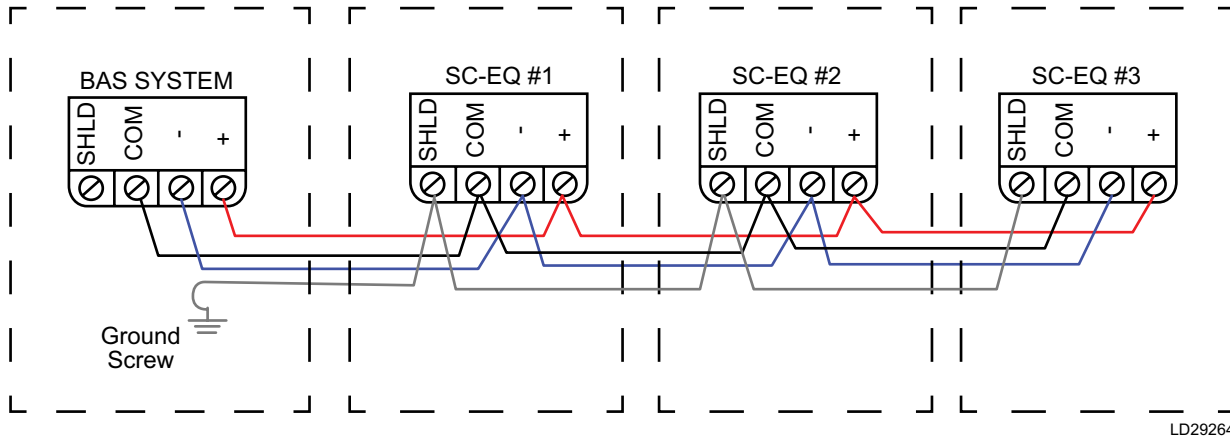 BAS SYSTEM
SHLD
COM
-
+
SC-EQ #1
SHLD
COM
-
+
SC-EQ #2
SHLD
COM
-
+
SC-EQ #3
SHLD
COM
-
+
Ground
Screw
LD29264